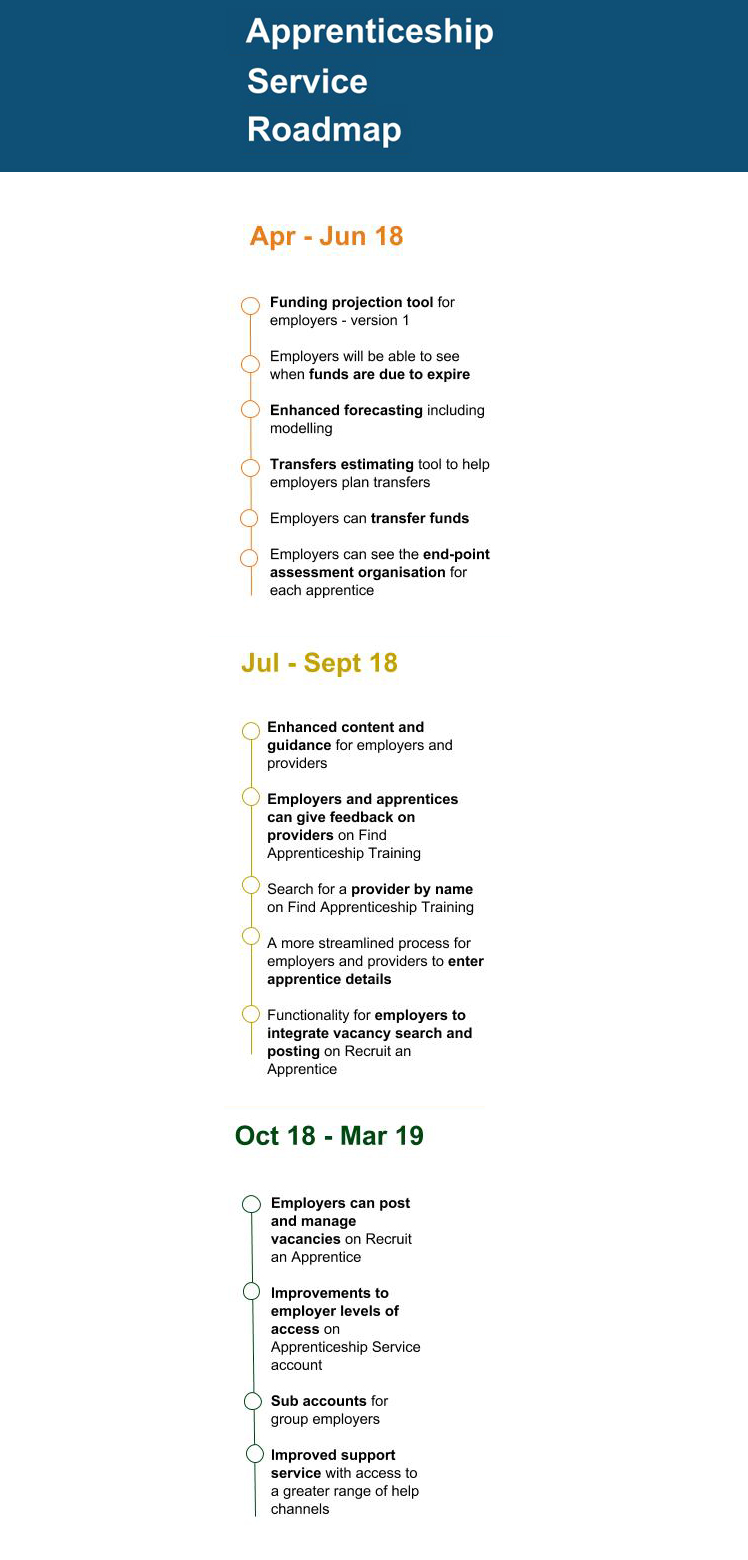 Apprenticeship
Service
Roadmap
Apr - Jun 18
Funding projection tool for
employers - version 1
Employers will be able to see
when funds are due to expire
Enhanced forecasting including
modelling
Transfers estimating tool to help
employers plan transfers
Employers can transfer funds
Employers can see the end-point
assessment organisation for
each apprentice
Jul - Sept 18
Enhanced content and
guidance for employers and
providers
Employers and apprentices
can give feedback on
providers on Find
Apprenticeship Training
Search for a provider by name
on Find Apprenticeship Training
A more streamlined process for
employers and providers to enter
apprentice details
Functionality for employers to
integrate vacancy search and
posting on Recruit an
Apprentice
Oct 18 - Mar 19
Employers can post
and manage
vacancies on Recruit
an Apprentice
Improvements to
employer levels of
access on
Apprenticeship Service
account
Sub accounts for
group employers
Improved support
service with access to
a greater range of help
channels